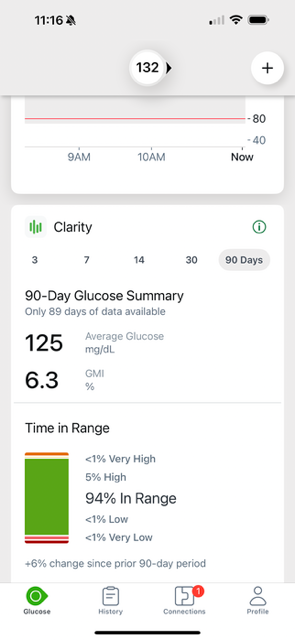 11:16
132
+
- 80
- 40
9AM 10AM Now
Clarity
3 7 14 30 90 Days
90-Day Glucose Summary
Only 89 days of data available
125 Average Glucose
mg/dL
6.3 GMI
%
Time in Range
<1% Very High
5% High
94% In Range
<1% Low
<1% Very Low
+6% change since prior 90-day period
1
Glucose History Connections Profile